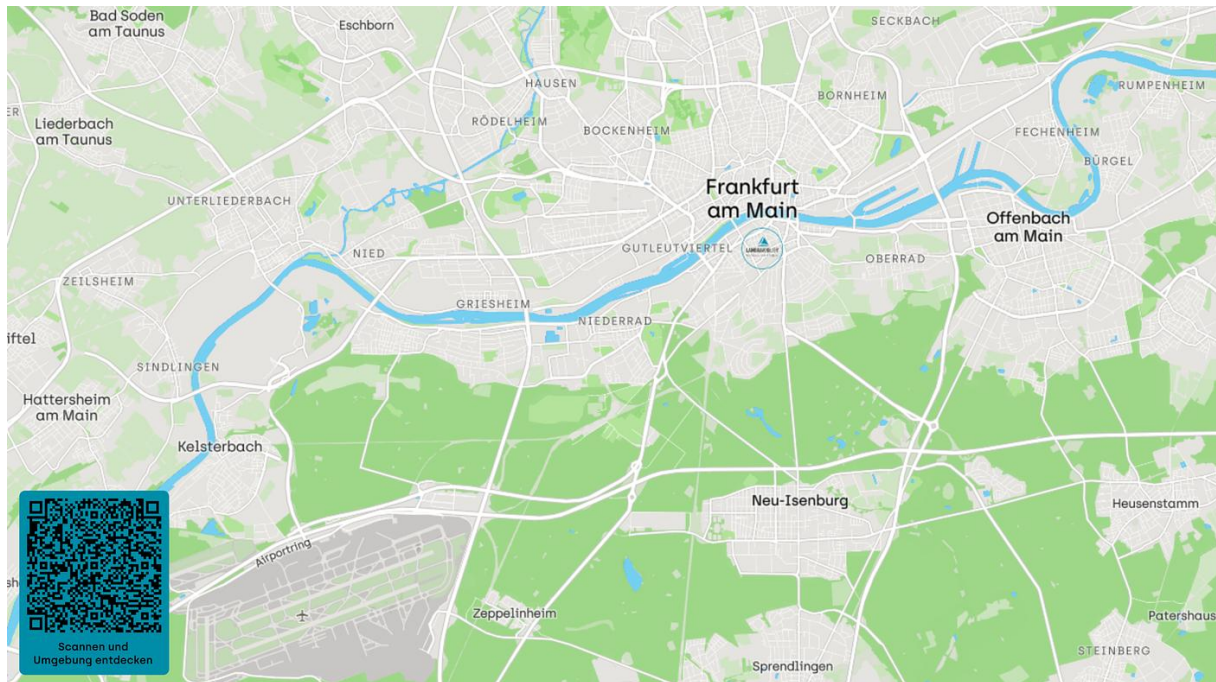 Bad Soden
am Taunus
Eschborn
SECKBACH
HAUSEN
RUMPENHEIM
BORNHEIM
ER
Liederbach
am Taunus
RÖDELHEIM
BOCKENHEIM
FECHENHEIM
BÜRGEL
Frankfurt
am Main
UNTERLIEDERBACH
Offenbach
am Main
NIED
GUTLEUTVIERTEL
OBERRAD
ZEILSHEIM
GRIESHEIM
NIEDERRAD
iftel
SINDLINGEN
Hattersheim
am Main
Kelsterbach
Neu-Isenburg
Heusenstamm
Airportring
Zeppelinheim
Patershaus
STEINBERG
Sprendlingen
Scannen und
Umgebung entdecken